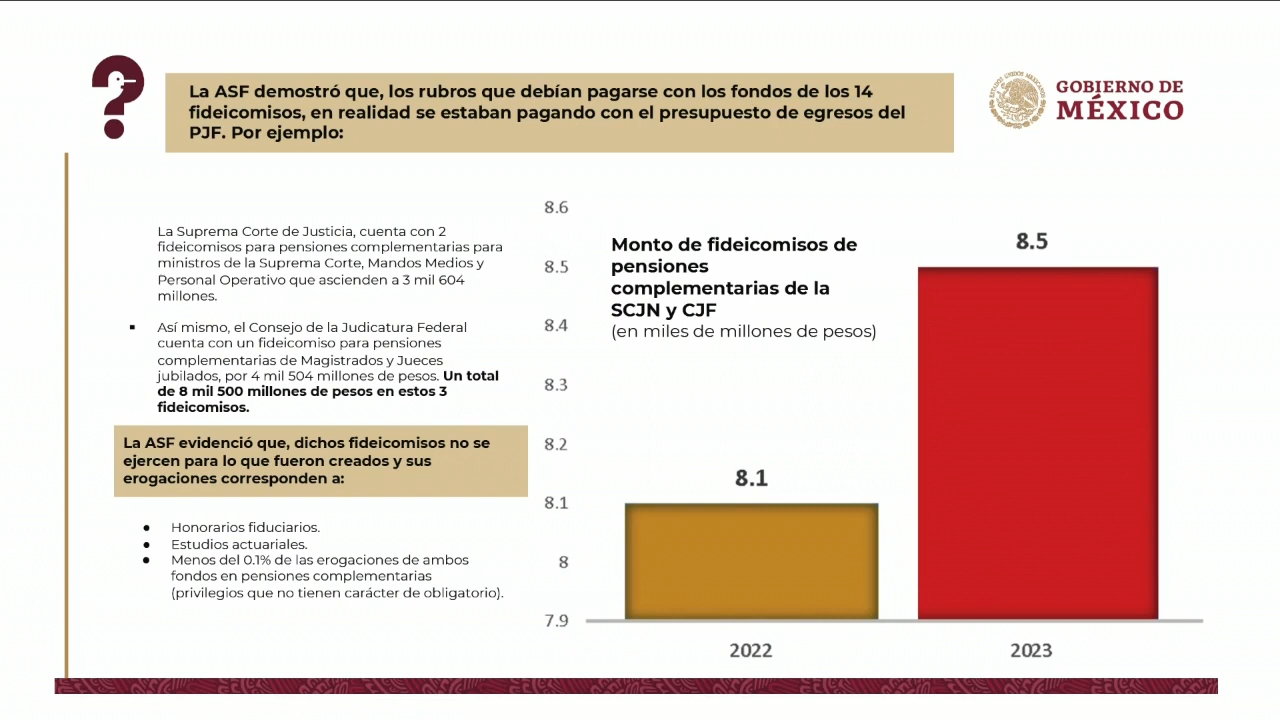 La ASF demostró que, los rubros que debían pagarse con los fondos de los 14
fideicomisos, en realidad se estaban pagando con el presupuesto de egresos del
PJF. Por ejemplo:
GOBIERNO DE
MÉXICO
La Suprema Corte de Justicia, cuenta con 2
fideicomisos para pensiones complementarias para
ministros de la Suprema Corte, Mandos Medios y
Personal Operativo que ascienden a 3 mil 604
millones.
▪ Así mismo, el Consejo de la Judicatura Federal
cuenta con un fideicomiso para pensiones
complementarias de Magistrados y Jueces
jubilados, por 4 mil 504 millones de pesos. Un total
de 8 mil 500 millones de pesos en estos 3
fideicomisos.
La ASF evidenció que, dichos fideicomisos no se
ejercen para lo que fueron creados y sus
erogaciones corresponden a:
● Honorarios fiduciarios.
● Estudios actuariales.
● Menos del 0.1% de las erogaciones de ambos
fondos en pensiones complementarias
(privilegios que no tienen carácter de obligatorio).
Monto de fideicomisos de
pensiones
complementarias de la
SCJN y CJF
(en miles de millones de pesos)
8.6
8.5
8.4
8.3
8.2
8.1
8
7.9
8.1
8.5
2022
2023